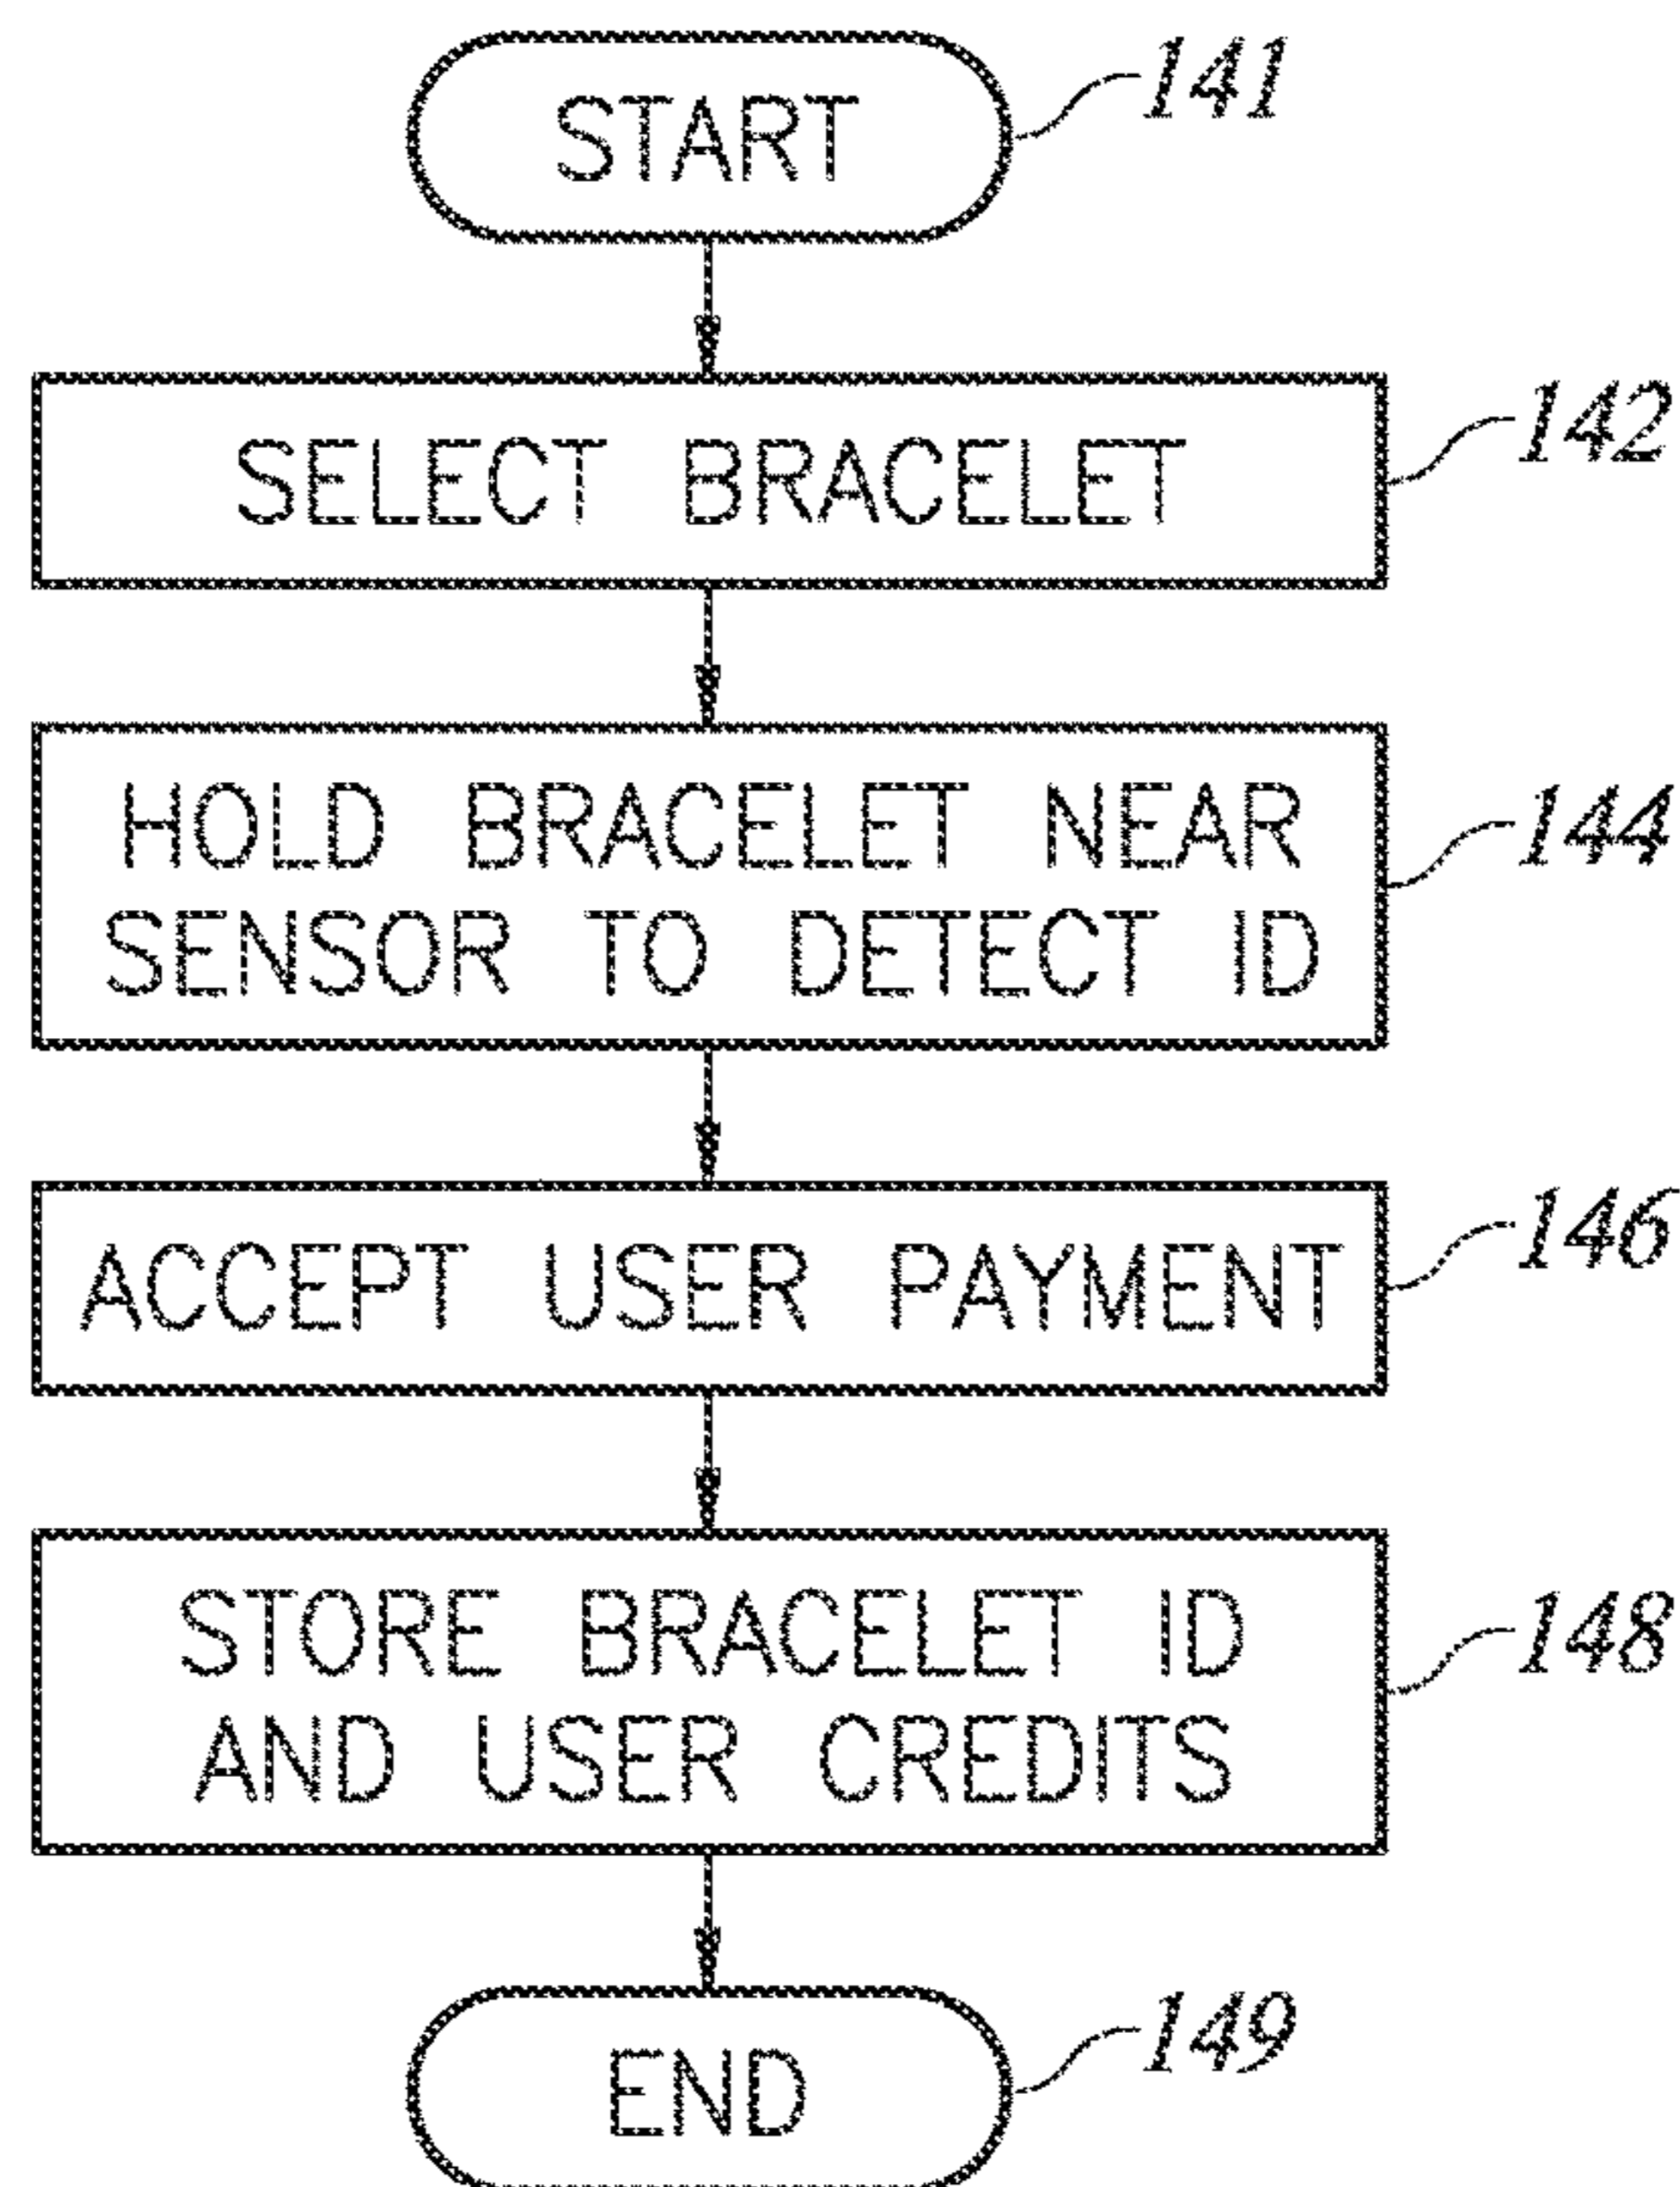 START
141
SELECT BRACELET
142
HOLD BRACELET NEAR
SENSOR TO DETECT ID
144
ACCEPT USER PAYMENT
146
STORE BRACELET ID
AND USER CREDITS
148
END
149